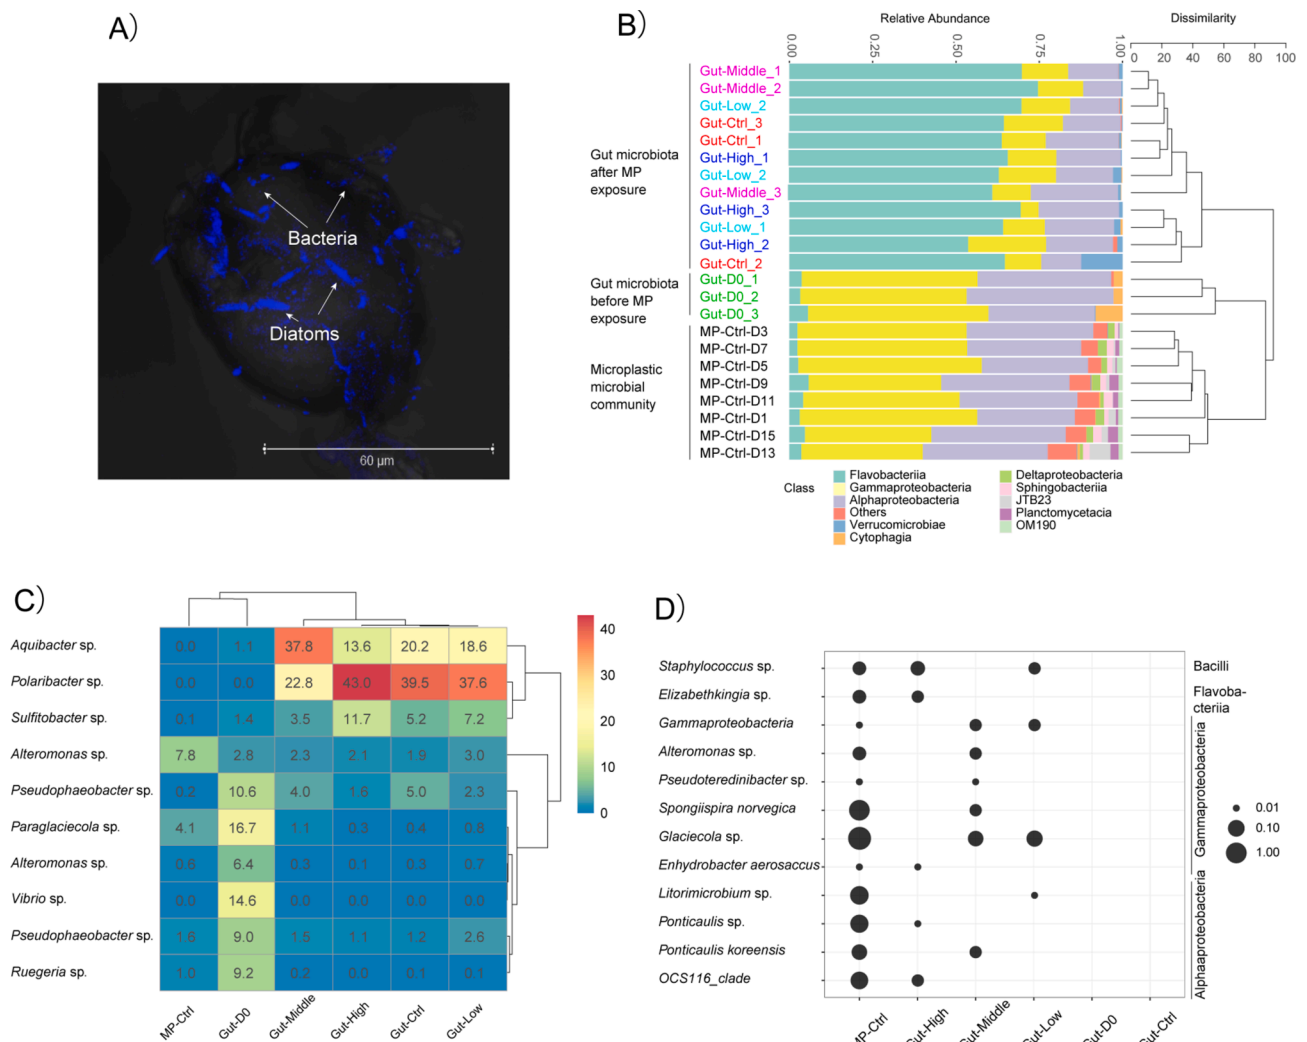 A)
Bacteria
Diatoms
60 µm
B)
Relative Abundance
Dissimilarity
0.00 0.25 0.50 0.75 1.00
0 20 40 60 80 100
Gut microbiota
after MP
exposure
Gut microbiota
before MP
exposure
Microplastic
microbial
community
Gut-Middle_1
Gut-Middle_2
Gut-Low_2
Gut-Ctrl_3
Gut-Ctrl_1
Gut-High_1
Gut-Low_2
Gut-Middle_3
Gut-High_3
Gut-Low_1
Gut-High_2
Gut-Ctrl_2
Gut-D0_1
Gut-D0_2
Gut-D0_3
MP-Ctrl-D3
MP-Ctrl-D7
MP-Ctrl-D5
MP-Ctrl-D9
MP-Ctrl-D11
MP-Ctrl-D1
MP-Ctrl-D15
MP-Ctrl-D13
Class
Flavobacteriia
Gammaproteobacteria
Alphaproteobacteria
Others
Verrucomicrobiae
Cytophagia
Deltaproteobacteria
Sphingobacteriia
JTB23
Planctomycetacia
OM190
C)
Aquibacter sp. 0.0 1.1 37.8 13.6 20.2 18.6
Polaribacter sp. 0.0 0.0 22.8 43.0 39.5 37.6
Sulfitobacter sp. 0.1 1.4 3.5 11.7 5.2 7.2
Alteromonas sp. 7.8 2.8 2.3 2.1 1.9 3.0
Pseudophaeobacter sp. 0.2 10.6 4.0 1.6 5.0 2.3
Paraglaciecola sp. 4.1 16.7 1.1 0.3 0.4 0.8
Alteromonas sp. 0.6 6.4 0.3 0.1 0.3 0.7
Vibrio sp. 0.0 14.6 0.0 0.0 0.0 0.0
Pseudophaeobacter sp. 1.6 9.0 1.5 1.1 1.2 2.6
Ruegeria sp. 1.0 9.2 0.2 0.0 0.1 0.1
MP-Ctrl Gut-D0 Gut-Middle Gut-High Gut-Ctrl Gut-Low
40
30
20
10
0
D)
Staphylococcus sp.
Elizabethkingia sp.
Gammaproteobacteria
Alteromonas sp.
Pseudoteredinibacter sp.
Spongiispira norvegica
Glaciecola sp.
Enhydrobacter aerosaccus
Litorimicrobium sp.
Ponticaulis sp.
Ponticaulis koreensis
OCS116_clade
Bacilli
Flavoba-
cteriia
Gammaproteobacteria
Alphaaproteobacteria
0.01
0.10
1.00
MP-Ctrl Gut-High Gut-Middle Gut-Low Gut-D0 Gut-Ctrl